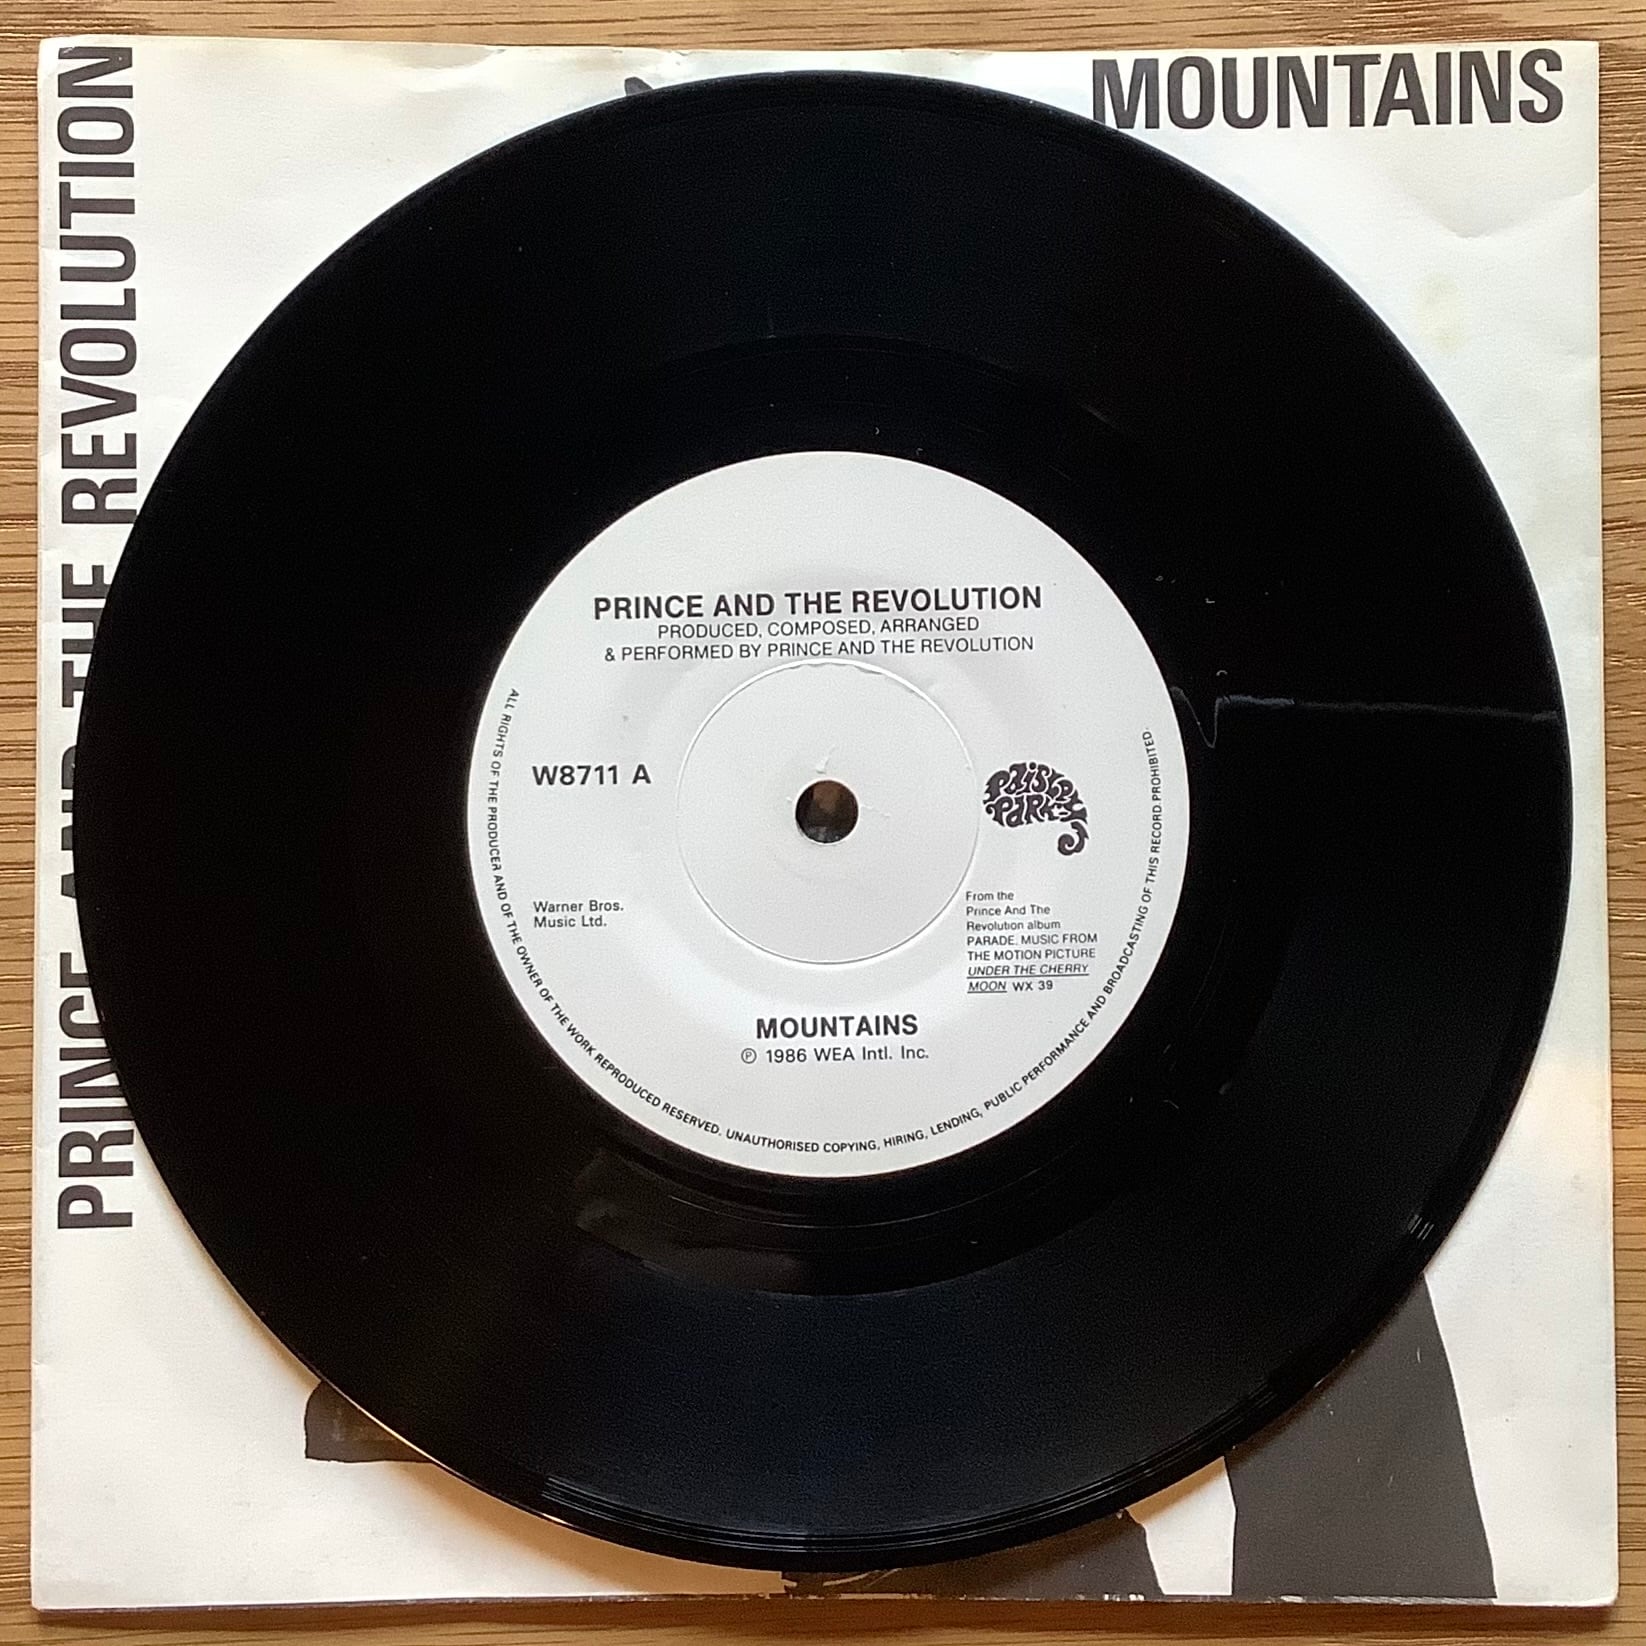 PRINCE AND THE REVOLUTION
MOUNTAINS
PRINCE AND THE REVOLUTION
PRODUCED, COMPOSED, ARRANGED
& PERFORMED BY PRINCE AND THE REVOLUTION
W8711 A
PAISLEY
PARK
Warner Bros.
Music Ltd.
From the
Prince And The
Revolution album
PARADE. MUSIC FROM
THE MOTION PICTURE
UNDER THE CHERRY
MOON WX 39
MOUNTAINS
℗ 1986 WEA Intl. Inc.
ALL RIGHTS OF THE PRODUCER AND OF THE OWNER OF THE WORK REPRODUCED RESERVED. UNAUTHORISED COPYING, HIRING, LENDING, PUBLIC PERFORMANCE AND BROADCASTING OF THIS RECORD PROHIBITED.